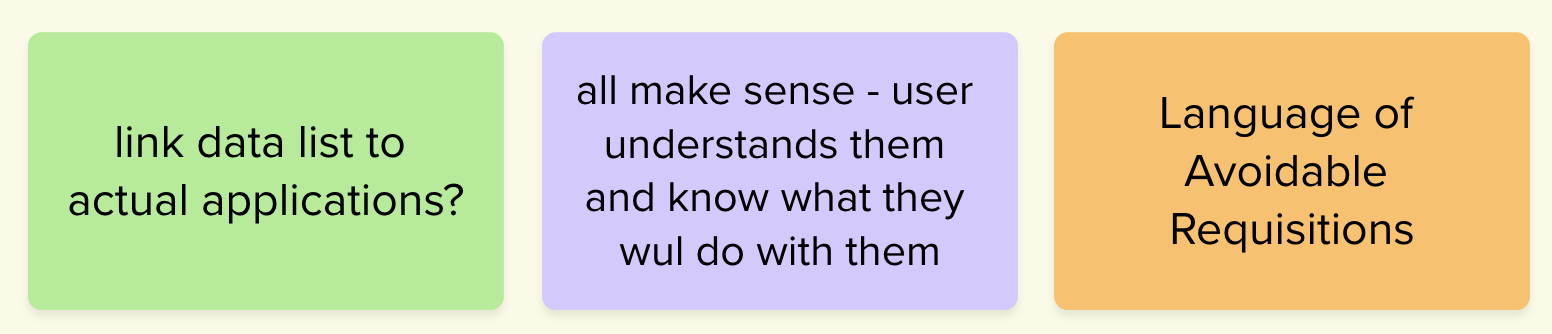 link data list to
actual applications?
all make sense - user
understands them
and know what they
wul do with them
Language of
Avoidable
Requisitions